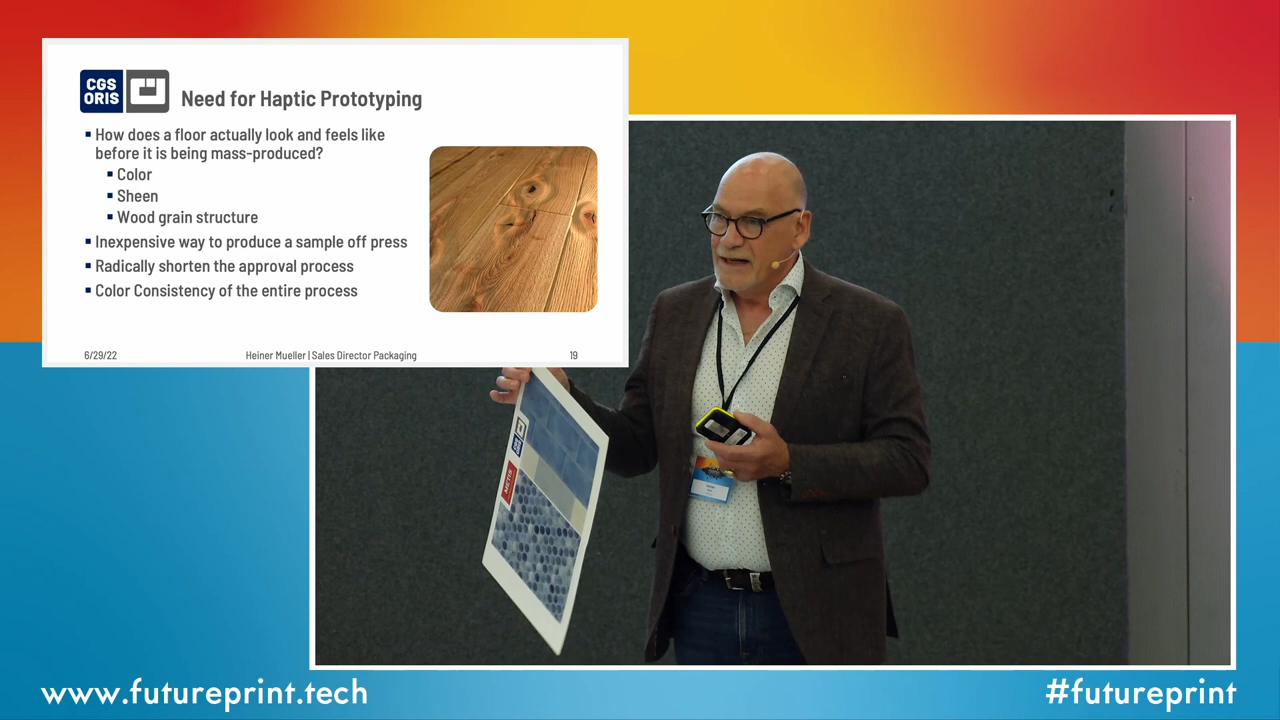 CGS
ORIS
Need for Haptic Prototyping
How does a floor actually look and feels like
before it is being mass-produced?
Color
Sheen
Wood grain structure
Inexpensive way to produce a sample off press
Radically shorten the approval process
Color Consistency of the entire process
6/29/22 Heiner Mueller | Sales Director Packaging 19
METIS
www.futureprint.tech #futureprint